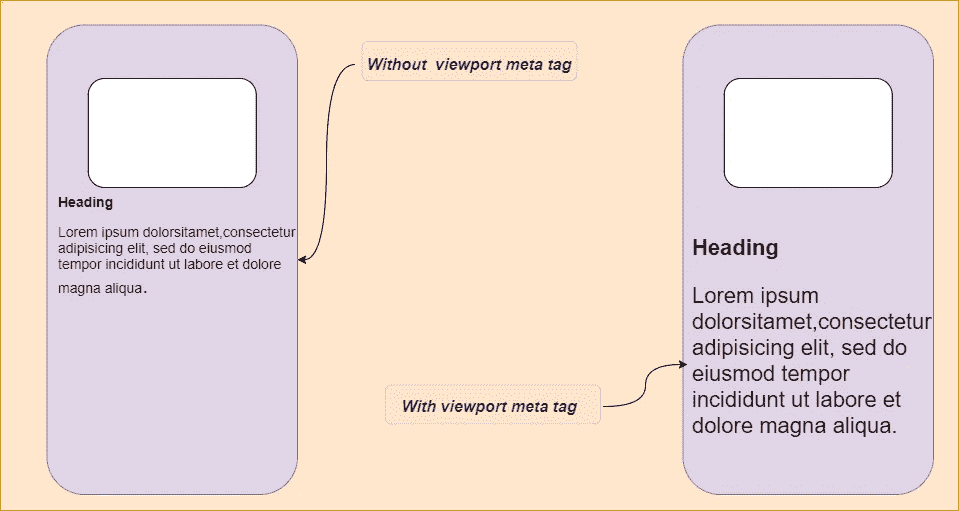 Without viewport meta tag
Heading
Lorem ipsum dolorsitamet,consectetur
adipisicing elit, sed do eiusmod
tempor incididunt ut labore et dolore
magna aliqua.
Heading
Lorem ipsum
dolorsitamet,consectetur
adipisicing elit, sed do
eiusmod tempor
incididunt ut labore et
dolore magna aliqua.
With viewport meta tag